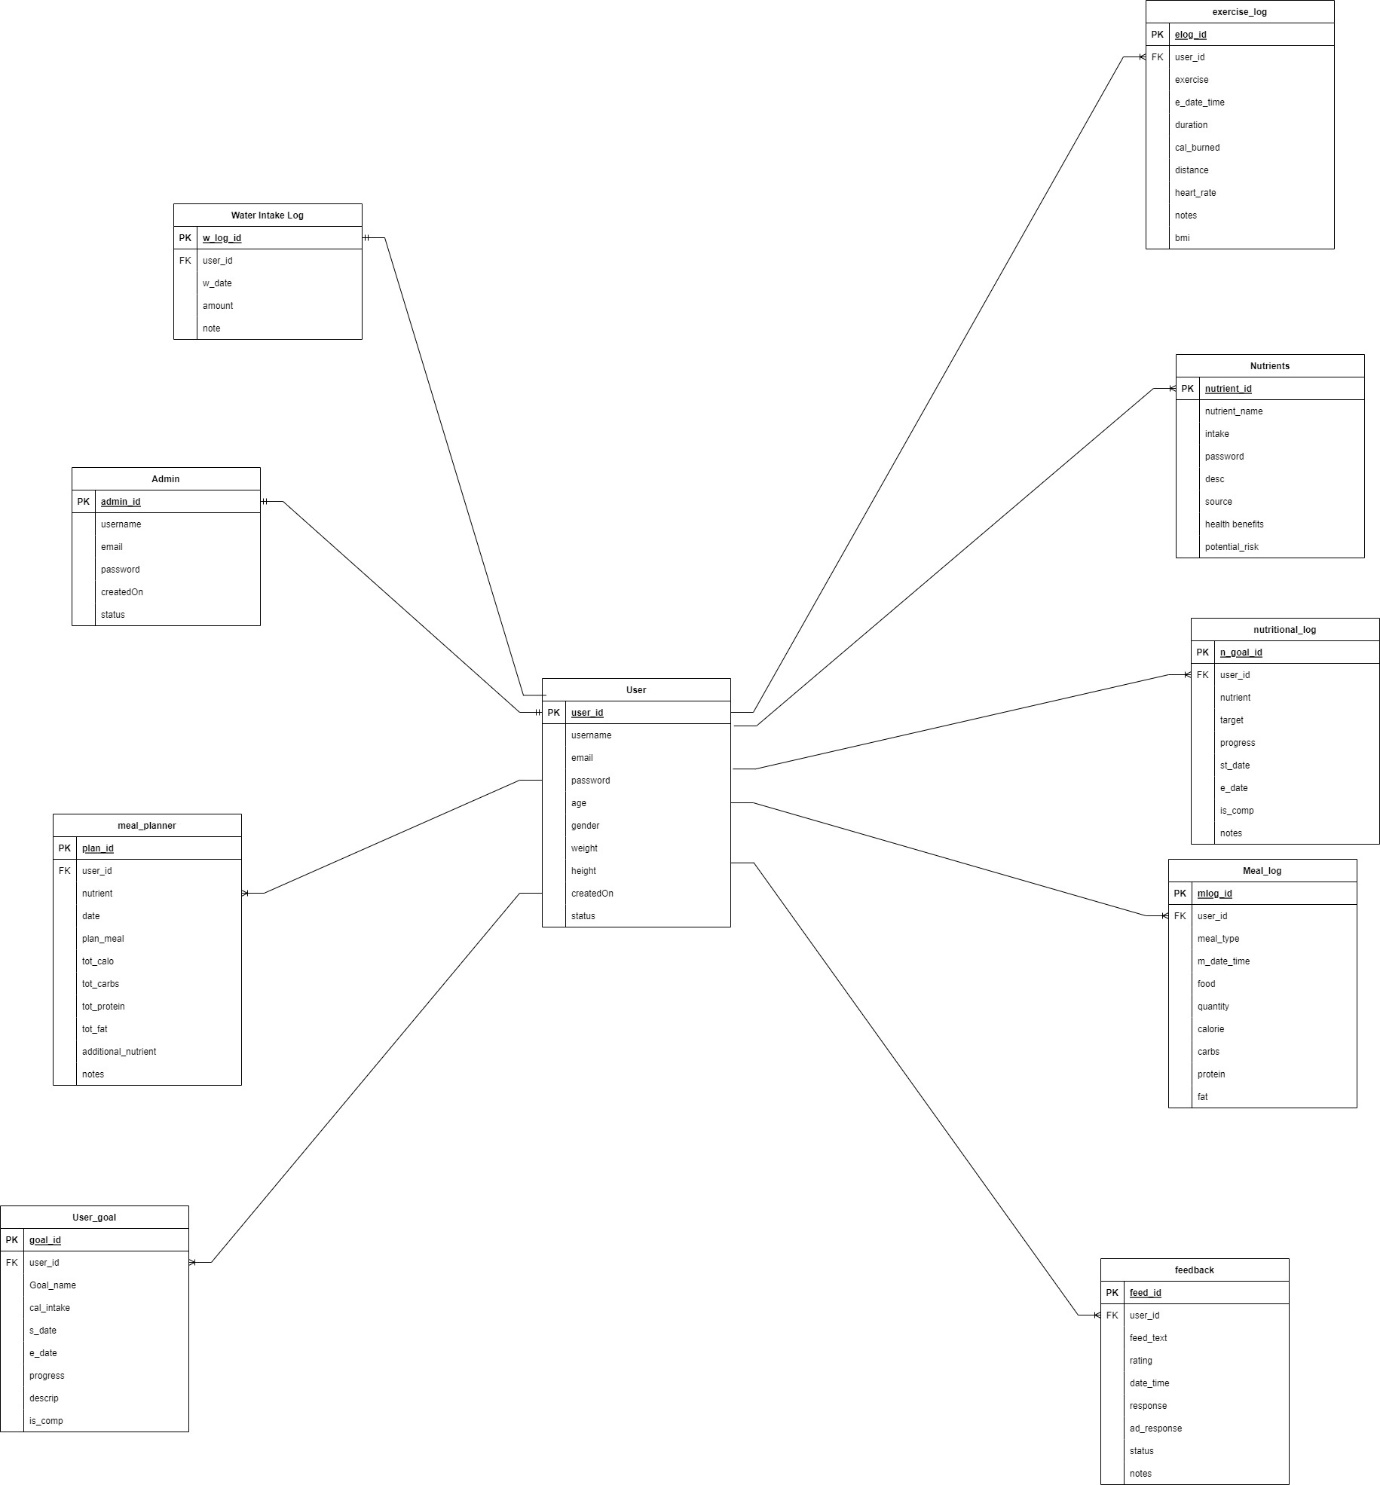 exercise_log
PK elog_id
FK user_id
exercise
e_date_time
duration
cal_burned
distance
heart_rate
notes
bmi
Water Intake Log
PK w_log_id
FK user_id
w_date
amount
note
Nutrients
PK nutrient_id
nutrient_name
intake
password
desc
source
health benefits
potential_risk
Admin
PK admin_id
username
email
password
createdOn
status
nutritional_log
PK n_goal_id
FK user_id
nutrient
target
progress
st_date
e_date
is_comp
notes
User
PK user_id
username
email
password
age
gender
weight
height
createdOn
status
meal_planner
PK plan_id
FK user_id
nutrient
date
plan_meal
tot_calo
tot_carbs
tot_protein
tot_fat
additional_nutrient
notes
Meal_log
PK mlog_id
FK user_id
meal_type
m_date_time
food
quantity
calorie
carbs
protein
fat
User_goal
PK goal_id
FK user_id
Goal_name
cal_intake
s_date
e_date
progress
descrip
is_comp
feedback
PK feed_id
FK user_id
feed_text
rating
date_time
response
ad_response
status
notes